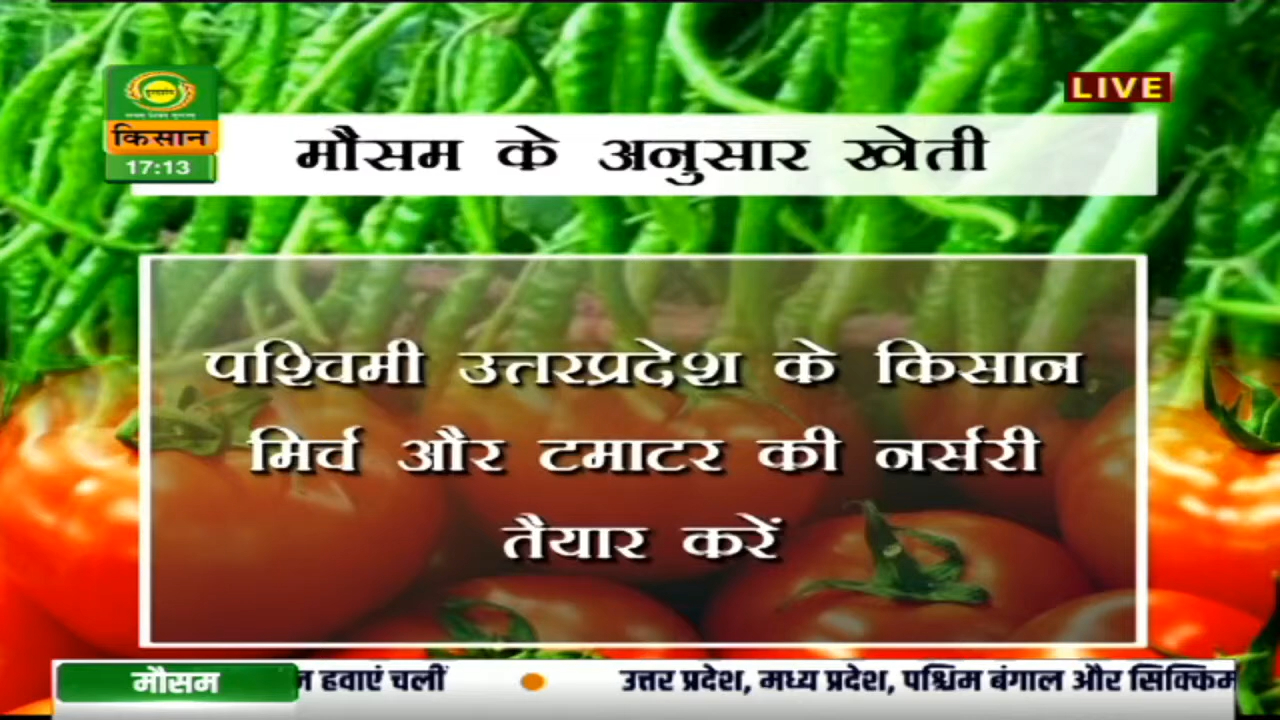 LIVE
किसान
17:13
मौसम के अनुसार खेती
पश्चिमी उत्तरप्रदेश के किसान
मिर्च और टमाटर की नर्सरी
तैयार करें
मौसम
हवाएं चलीं
उत्तर प्रदेश, मध्य प्रदेश, पश्चिम बंगाल और सिक्किम